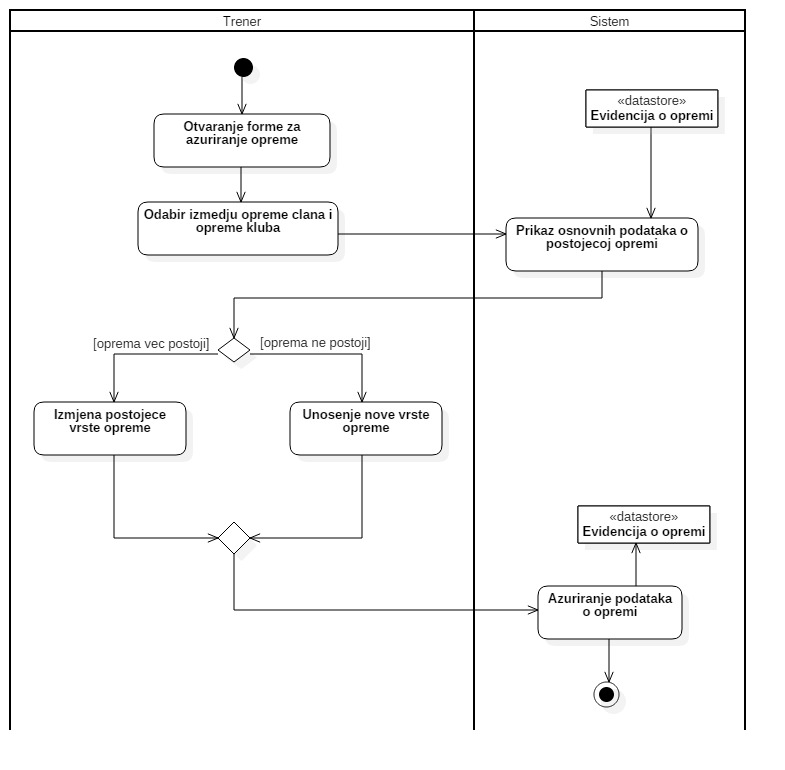 Trener
Sistem
«datastore»
Evidencija o opremi
Otvaranje forme za
azuriranje opreme
Odabir izmedju opreme clana i
opreme kluba
Prikaz osnovnih podataka o
postojecoj opremi
[oprema vec postoji]
[oprema ne postoji]
Izmjena postojece
vrste opreme
Unosenje nove vrste
opreme
«datastore»
Evidencija o opremi
Azuriranje podataka
o opremi